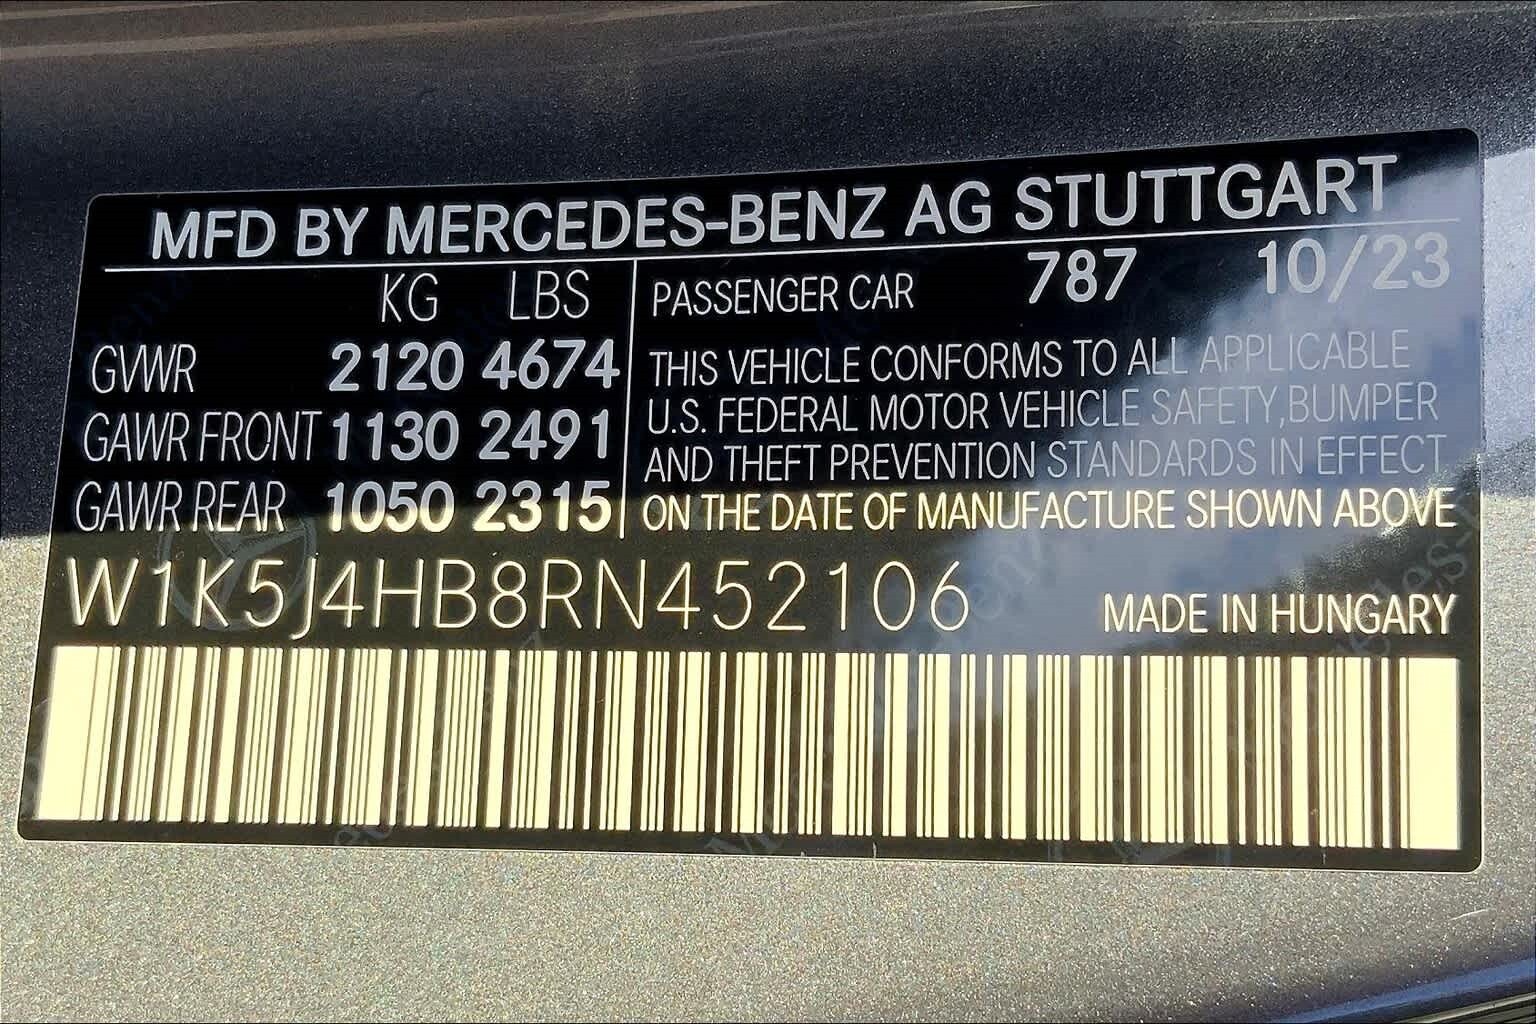 MFD BY MERCEDES-BENZ AG STUTTGART
KG LBS
GVWR 2120 4674
GAWR FRONT 1130 2491
GAWR REAR 1050 2315
PASSENGER CAR 787 10/23
THIS VEHICLE CONFORMS TO ALL APPLICABLE
U.S. FEDERAL MOTOR VEHICLE SAFETY, BUMPER
AND THEFT PREVENTION STANDARDS IN EFFECT
ON THE DATE OF MANUFACTURE SHOWN ABOVE
W1K5J4HB8RN452106
MADE IN HUNGARY